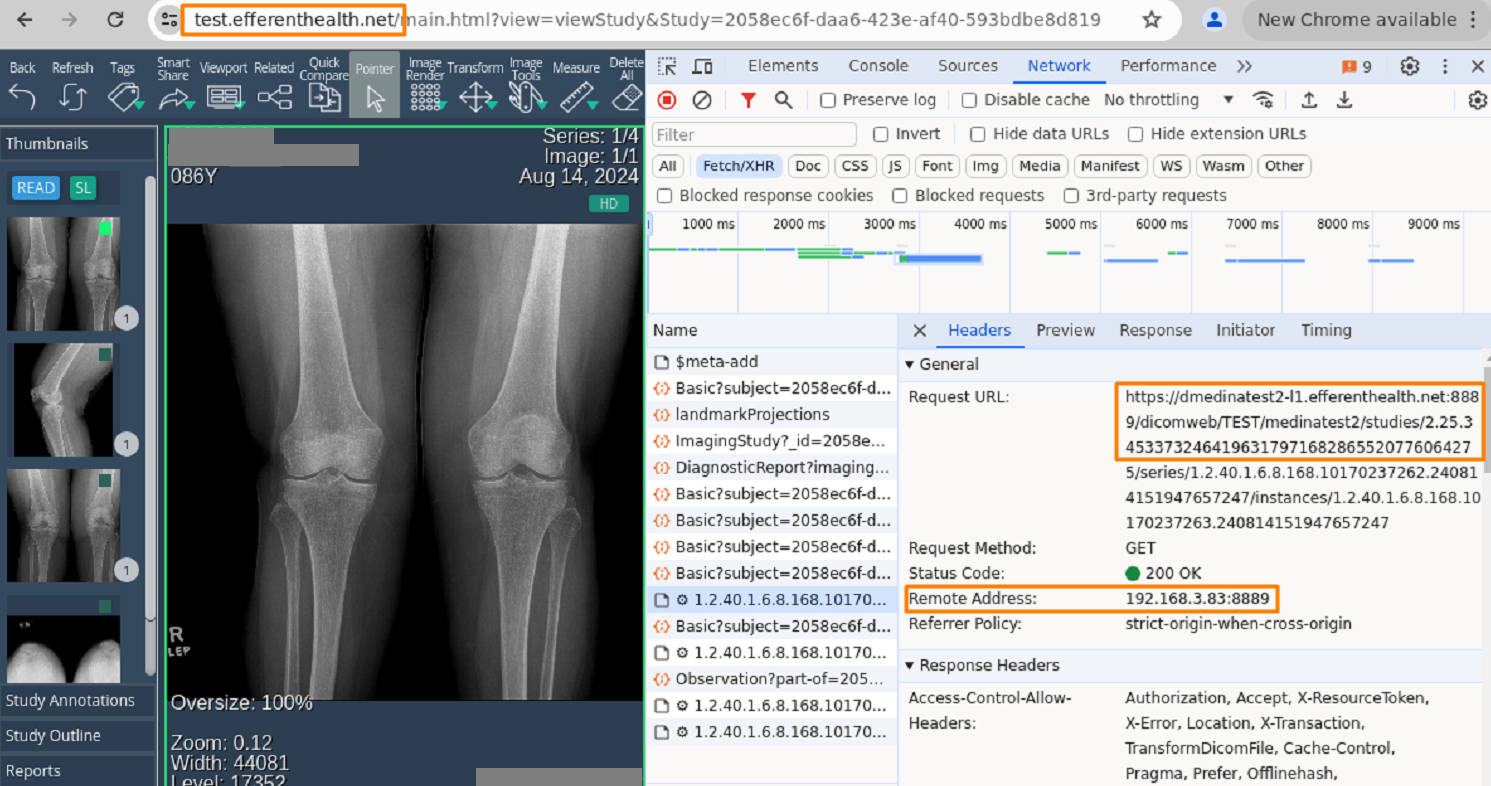 test.efferenthealth.net/main.html?view=viewStudy&Study=2058ec6f-daa6-423e-af40-593bdbe8d819
New Chrome available
Back
Refresh
Tags
Smart Share
Viewport
Related
Quick Compare
Pointer
Image Render
Transform
Image Tools
Measure
Delete All
Thumbnails
READ SL
1
1
1
Study Annotations
Study Outline
Reports
Series: 1/4
Image: 1/1
086Y
Aug 14, 2024
HD
R
LEP
Oversize: 100%
Zoom: 0.12
Width: 44081
Level: 17352
Elements Console Sources Network Performance
9
Preserve log Disable cache No throttling
Filter
Invert Hide data URLs Hide extension URLs
All Fetch/XHR Doc CSS JS Font Img Media Manifest WS Wasm Other
Blocked response cookies Blocked requests 3rd-party requests
1000 ms 2000 ms 3000 ms 4000 ms 5000 ms 6000 ms 7000 ms 8000 ms 9000 ms
Name
$meta-add
Basic?subject=2058ec6f-d...
landmarkProjections
ImagingStudy?_id=2058e...
DiagnosticReport?imaging...
Basic?subject=2058ec6f-d...
Basic?subject=2058ec6f-d...
Basic?subject=2058ec6f-d...
Basic?subject=2058ec6f-d...
1.2.40.1.6.8.168.10170...
Basic?subject=2058ec6f-d...
1.2.40.1.6.8.168.10170...
Observation?part-of=205...
1.2.40.1.6.8.168.10170...
1.2.40.1.6.8.168.10170...
Headers Preview Response Initiator Timing
General
Request URL:
https://dmedinatest2-l1.efferenthealth.net:888
9/dicomweb/TEST/medinatest2/studies/2.25.3
4533732464196317971682865520776064 27
5/series/1.2.40.1.6.8.168.10170237262.24081
4151947657247/instances/1.2.40.1.6.8.168.10
170237263.240814151947657247
Request Method: GET
Status Code: 200 OK
Remote Address: 192.168.3.83:8889
Referrer Policy: strict-origin-when-cross-origin
Response Headers
Access-Control-Allow-
Headers:
Authorization, Accept, X-ResourceToken,
X-Error, Location, X-Transaction,
TransformDicomFile, Cache-Control,
Pragma, Prefer, Offlinehash,